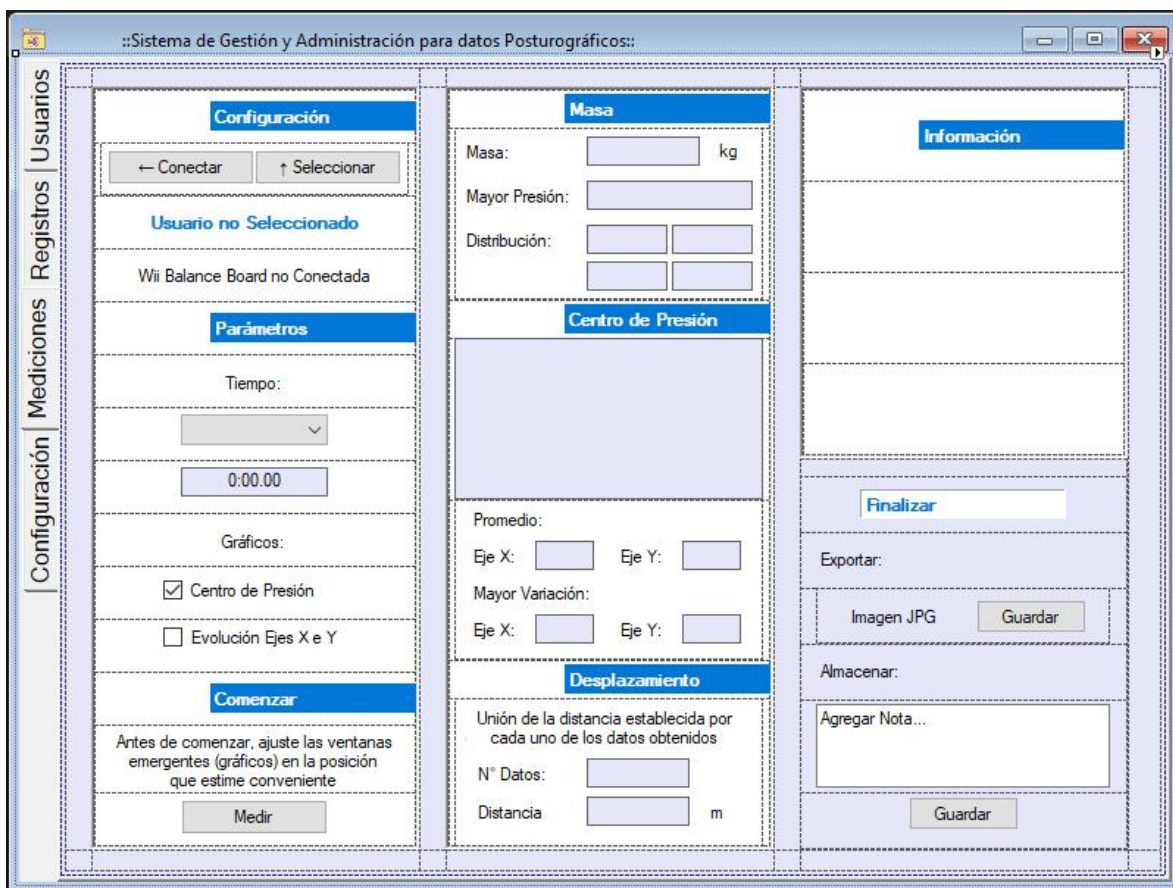 ::Sistema de Gestión y Administración para datos Posturográficos::
Usuarios
Registros
Mediciones
Configuración
Configuración
← Conectar
↑ Seleccionar
Usuario no Seleccionado
Wii Balance Board no Conectada
Parámetros
Tiempo:
0:00.00
Gráficos:
Centro de Presión
Evolución Ejes X e Y
Comenzar
Antes de comenzar, ajuste las ventanas
emergentes (gráficos) en la posición
que estime conveniente
Medir
Masa
Masa: kg
Mayor Presión:
Distribución:
Centro de Presión
Promedio:
Eje X: Eje Y:
Mayor Variación:
Eje X: Eje Y:
Desplazamiento
Unión de la distancia establecida por
cada uno de los datos obtenidos
N° Datos:
Distancia m
Información
Finalizar
Exportar:
Imagen JPG Guardar
Almacenar:
Agregar Nota...
Guardar